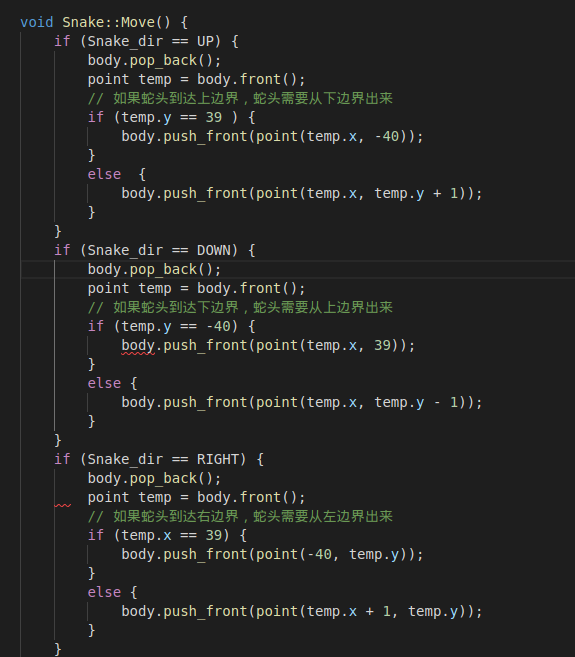 void Snake::Move() {
    if (Snake_dir == UP) {
        body.pop_back();
        point temp = body.front();
        // 如果蛇头到达上边界，蛇头需要从下边界出来
        if (temp.y == 39 ) {
            body.push_front(point(temp.x, -40));
        }
        else  {
            body.push_front(point(temp.x, temp.y + 1));
        }
    }
    if (Snake_dir == DOWN) {
        body.pop_back();
        point temp = body.front();
        // 如果蛇头到达下边界，蛇头需要从上边界出来
        if (temp.y == -40) {
            body.push_front(point(temp.x, 39));
        }
        else {
            body.push_front(point(temp.x, temp.y - 1));
        }
    }
    if (Snake_dir == RIGHT) {
        body.pop_back();
        point temp = body.front();
        // 如果蛇头到达右边界，蛇头需要从左边界出来
        if (temp.x == 39) {
            body.push_front(point(-40, temp.y));
        }
        else {
            body.push_front(point(temp.x + 1, temp.y));
        }
    }